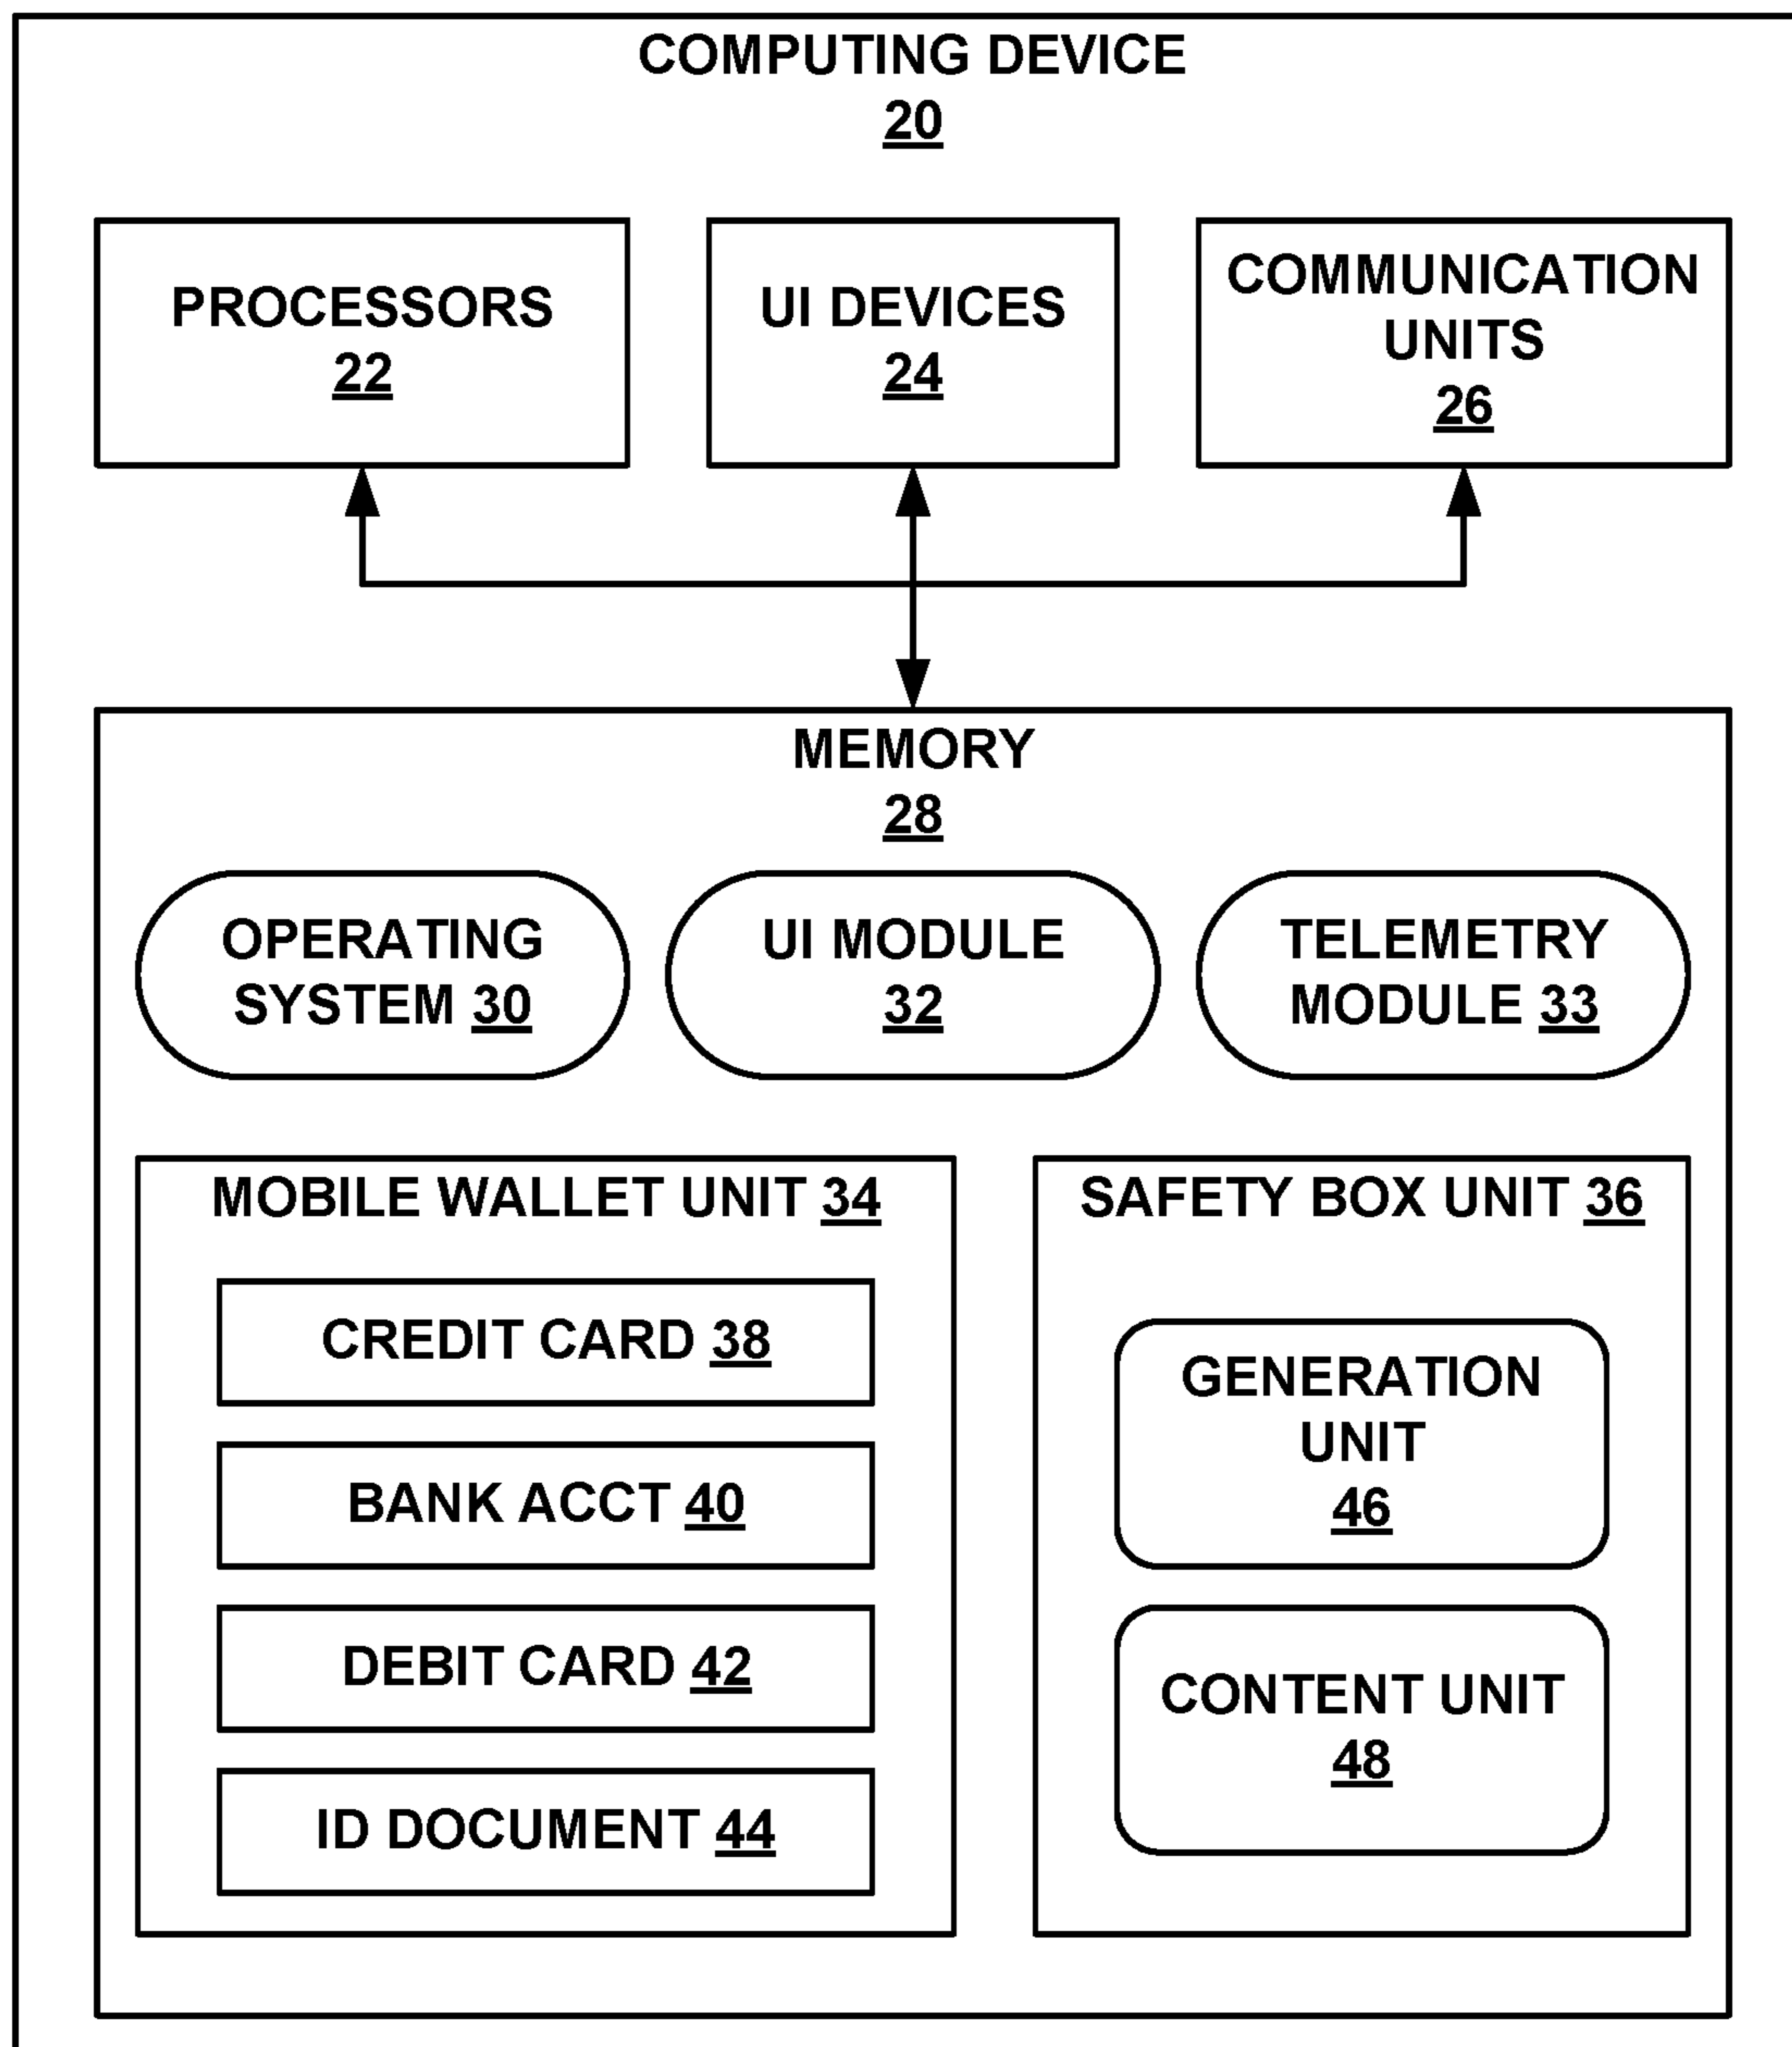 COMPUTING DEVICE
20
PROCESSORS
22
UI DEVICES
24
COMMUNICATION
UNITS
26
MEMORY
28
OPERATING
SYSTEM 30
UI MODULE
32
TELEMETRY
MODULE 33
MOBILE WALLET UNIT 34
CREDIT CARD 38
BANK ACCT 40
DEBIT CARD 42
ID DOCUMENT 44
SAFETY BOX UNIT 36
GENERATION
UNIT
46
CONTENT UNIT
48